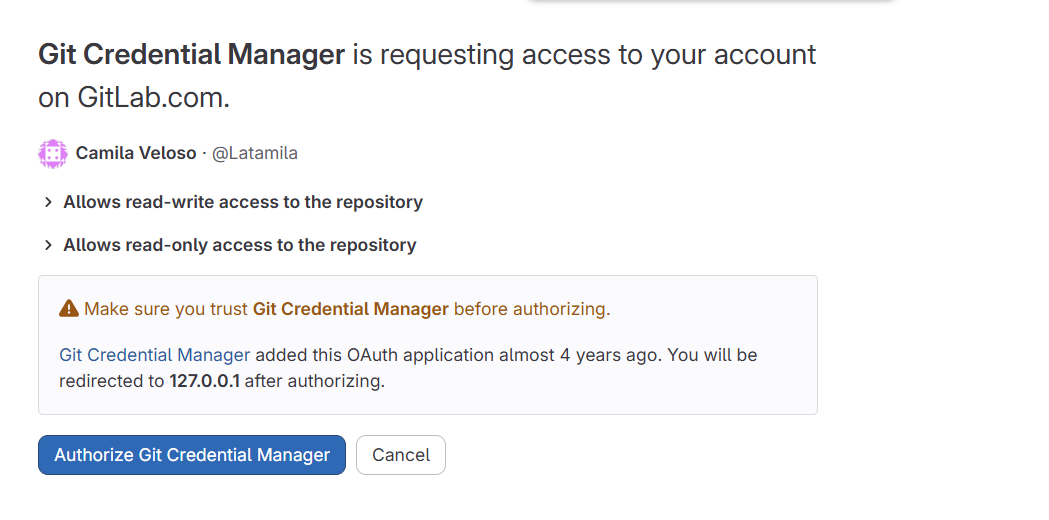 Git Credential Manager is requesting access to your account
on GitLab.com.
Camila Veloso · @Latamila
Allows read-write access to the repository
Allows read-only access to the repository
Make sure you trust Git Credential Manager before authorizing.
Git Credential Manager added this OAuth application almost 4 years ago. You will be
redirected to 127.0.0.1 after authorizing.
Authorize Git Credential Manager Cancel